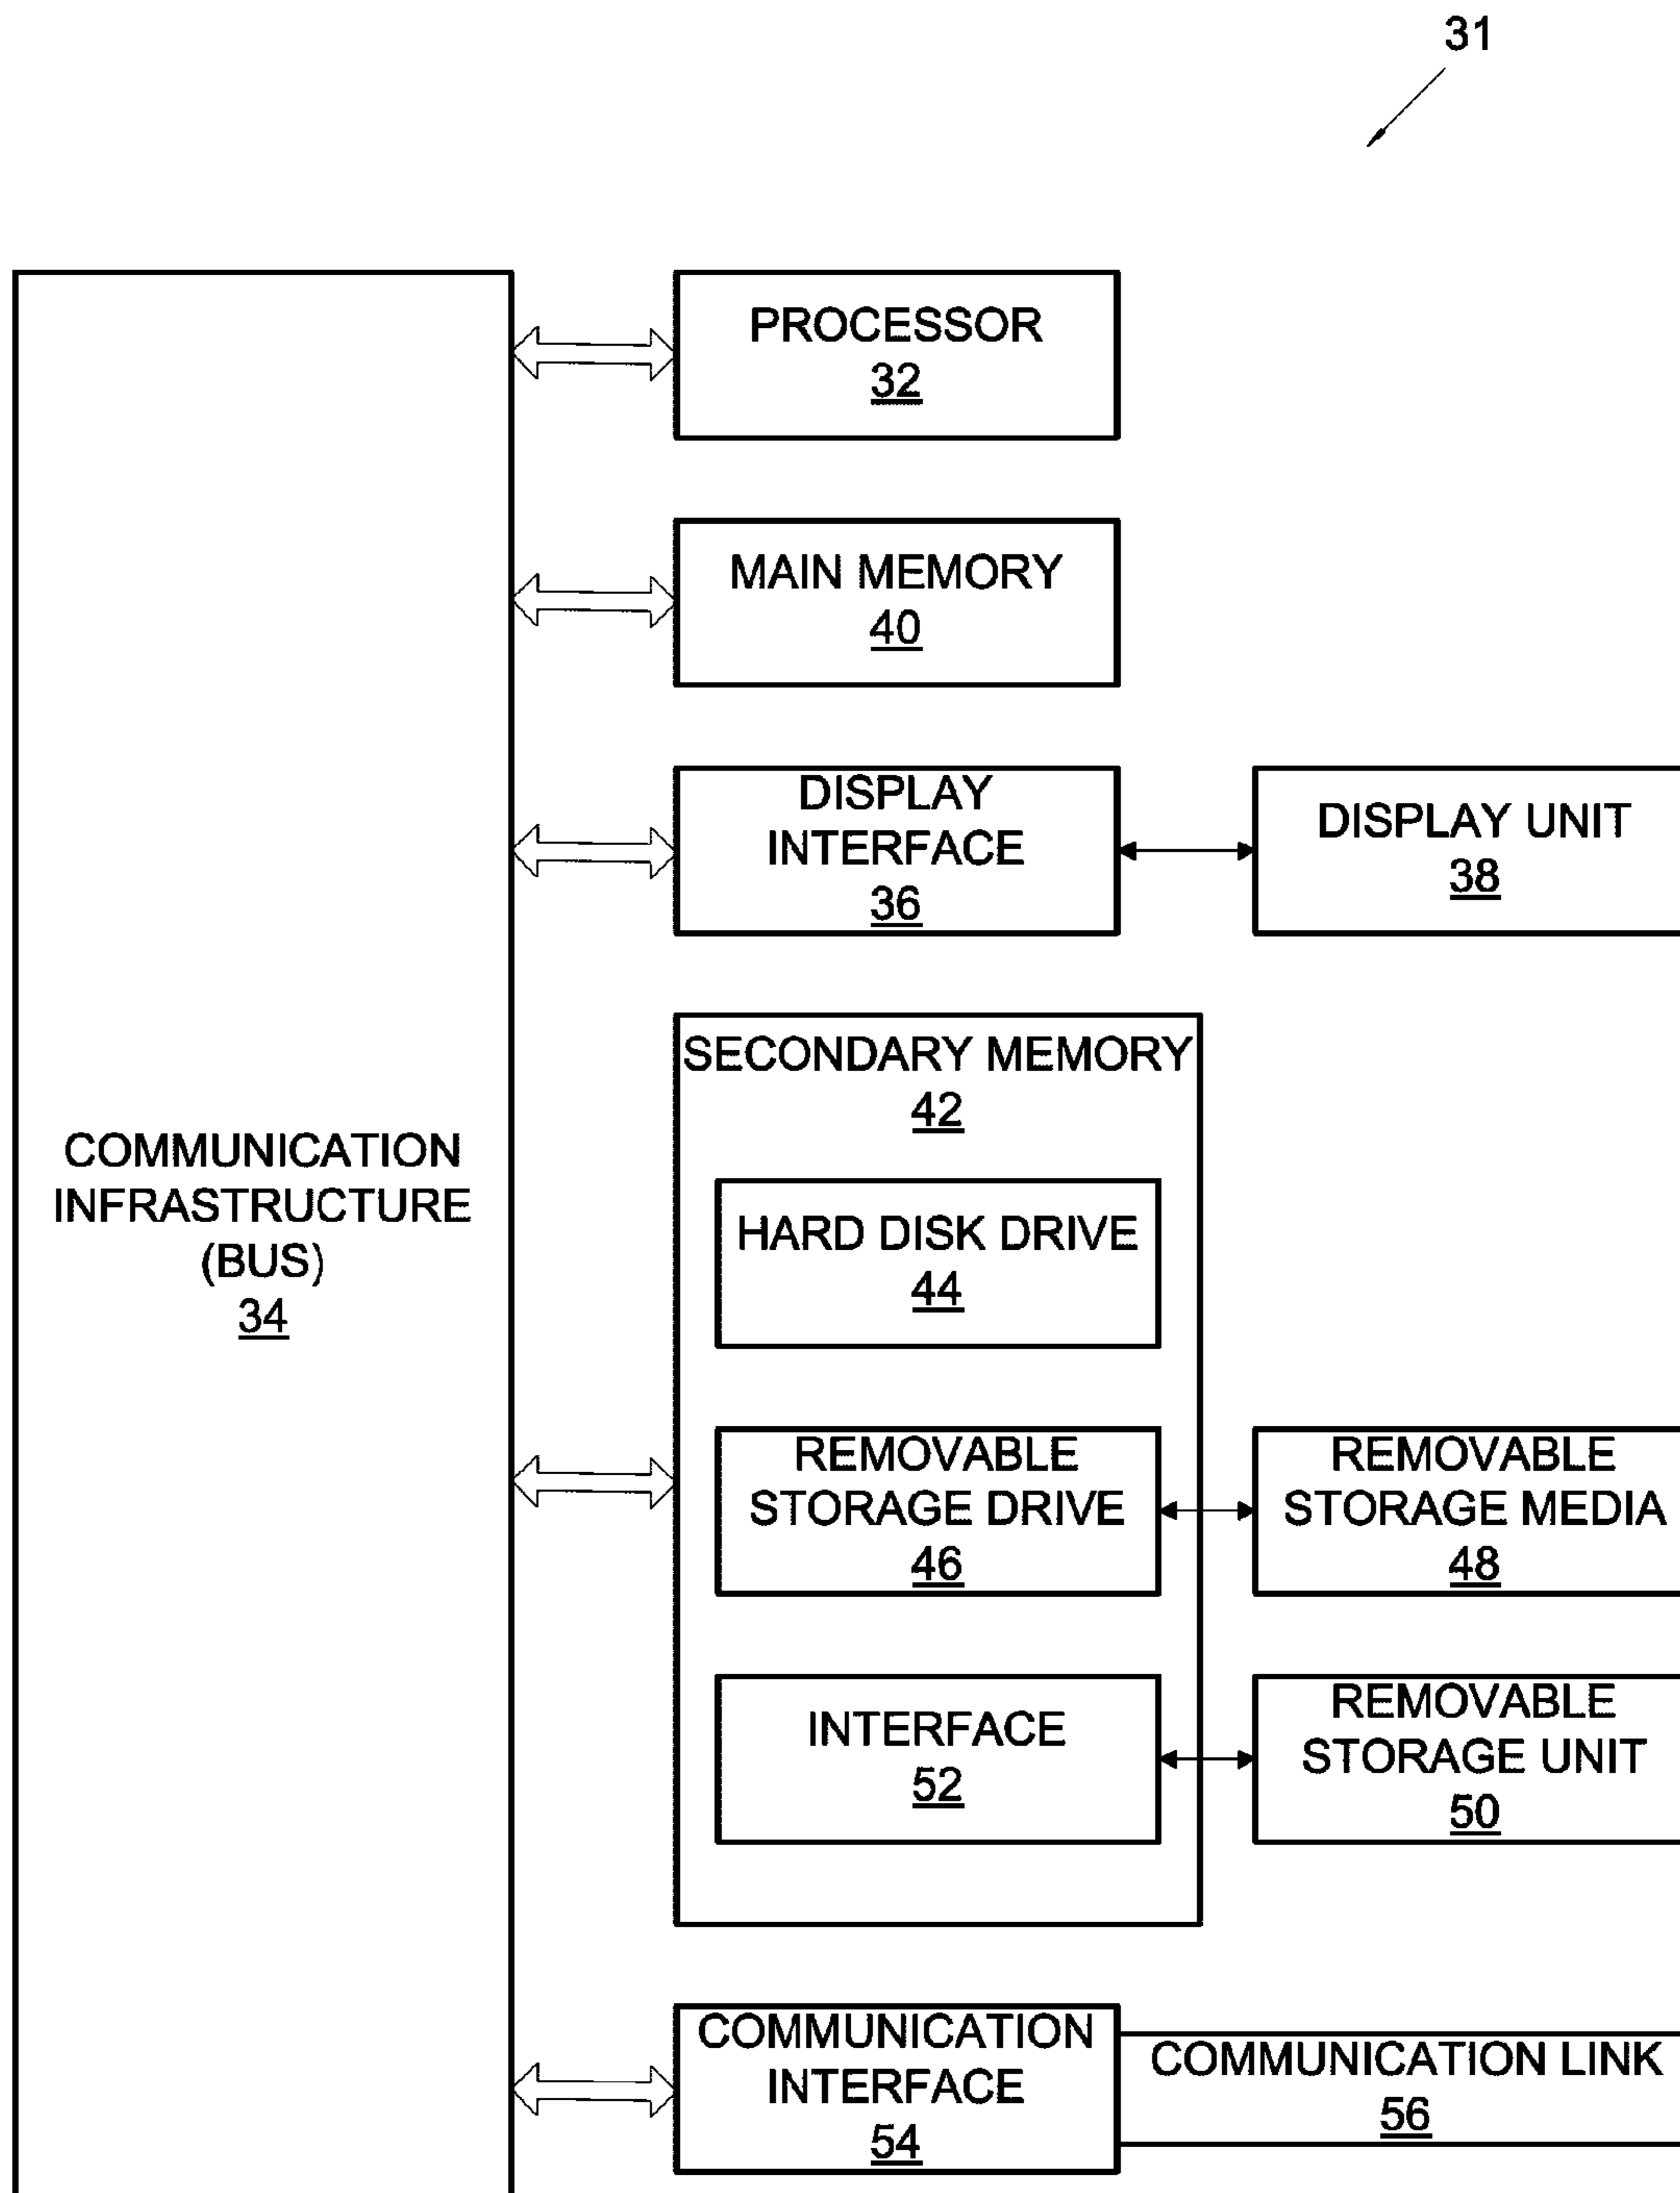 31
PROCESSOR
32
MAIN MEMORY
40
DISPLAY
INTERFACE
36
DISPLAY UNIT
38
SECONDARY MEMORY
42
COMMUNICATION
INFRASTRUCTURE
(BUS)
34
HARD DISK DRIVE
44
REMOVABLE
STORAGE DRIVE
46
REMOVABLE
STORAGE MEDIA
48
INTERFACE
52
REMOVABLE
STORAGE UNIT
50
COMMUNICATION
INTERFACE
54
COMMUNICATION LINK
56